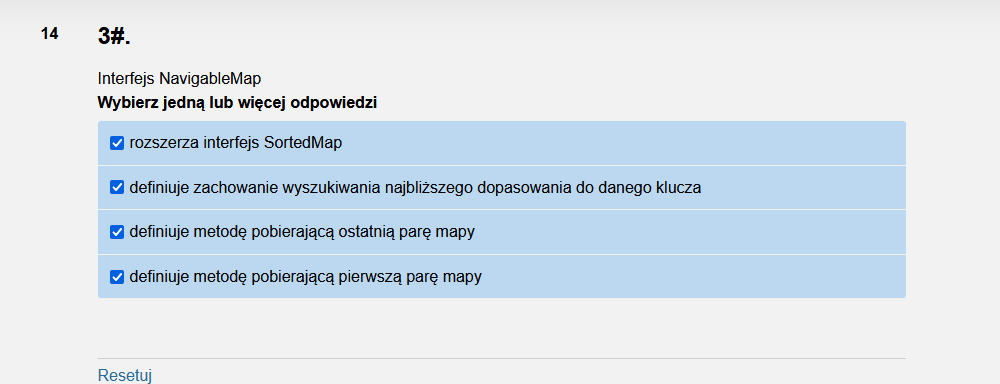 14
3#.
Interfejs NavigableMap
Wybierz jedną lub więcej odpowiedzi
rozszerza interfejs SortedMap
definiuje zachowanie wyszukiwania najbliższego dopasowania do danego klucza
definiuje metodę pobierającą ostatnią parę mapy
definiuje metodę pobierającą pierwszą parę mapy
Resetuj